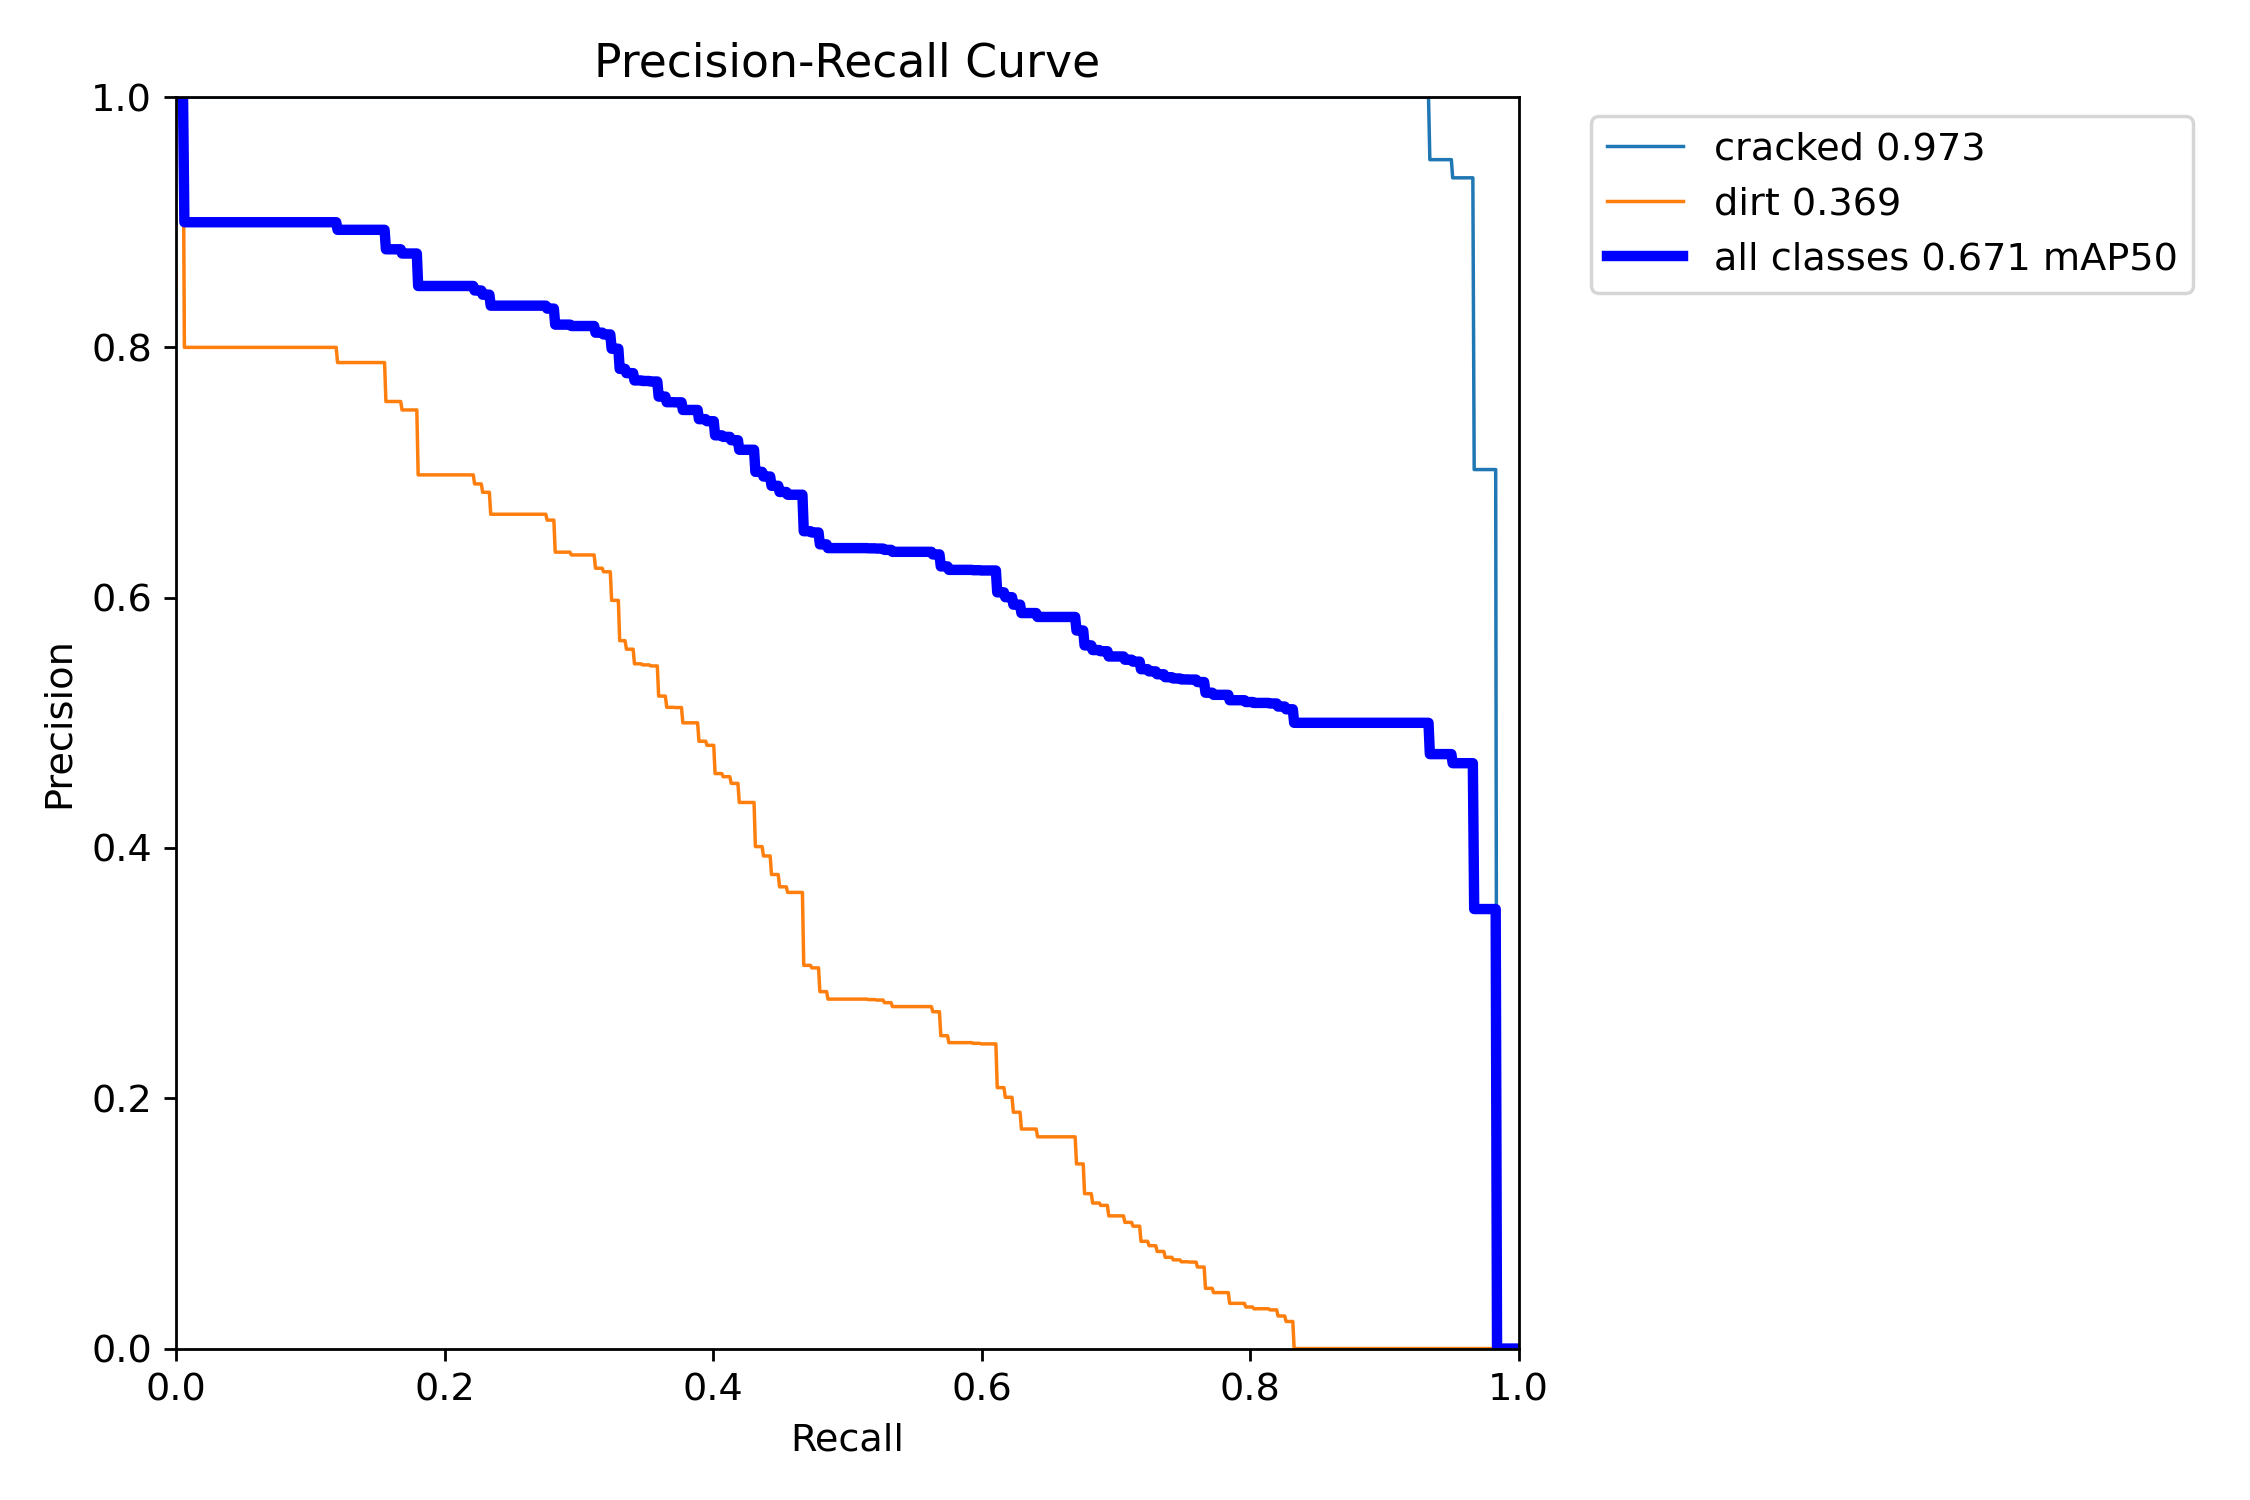 Precision-Recall Curve
1.0
0.8
0.6
0.4
0.2
0.0
Precision
0.0 0.2 0.4 0.6 0.8 1.0
Recall
cracked 0.973
dirt 0.369
all classes 0.671 mAP50